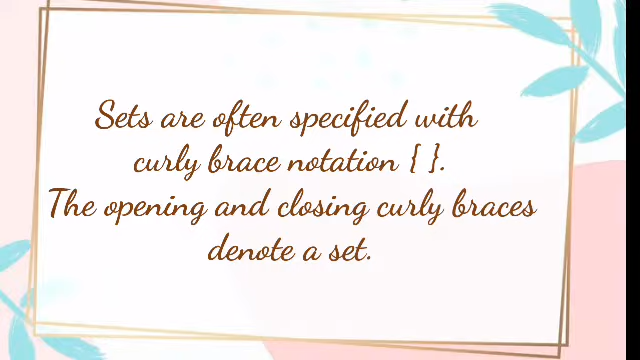 Sets are often specified with
curly brace notation { }.
The opening and closing curly braces
denote a set.